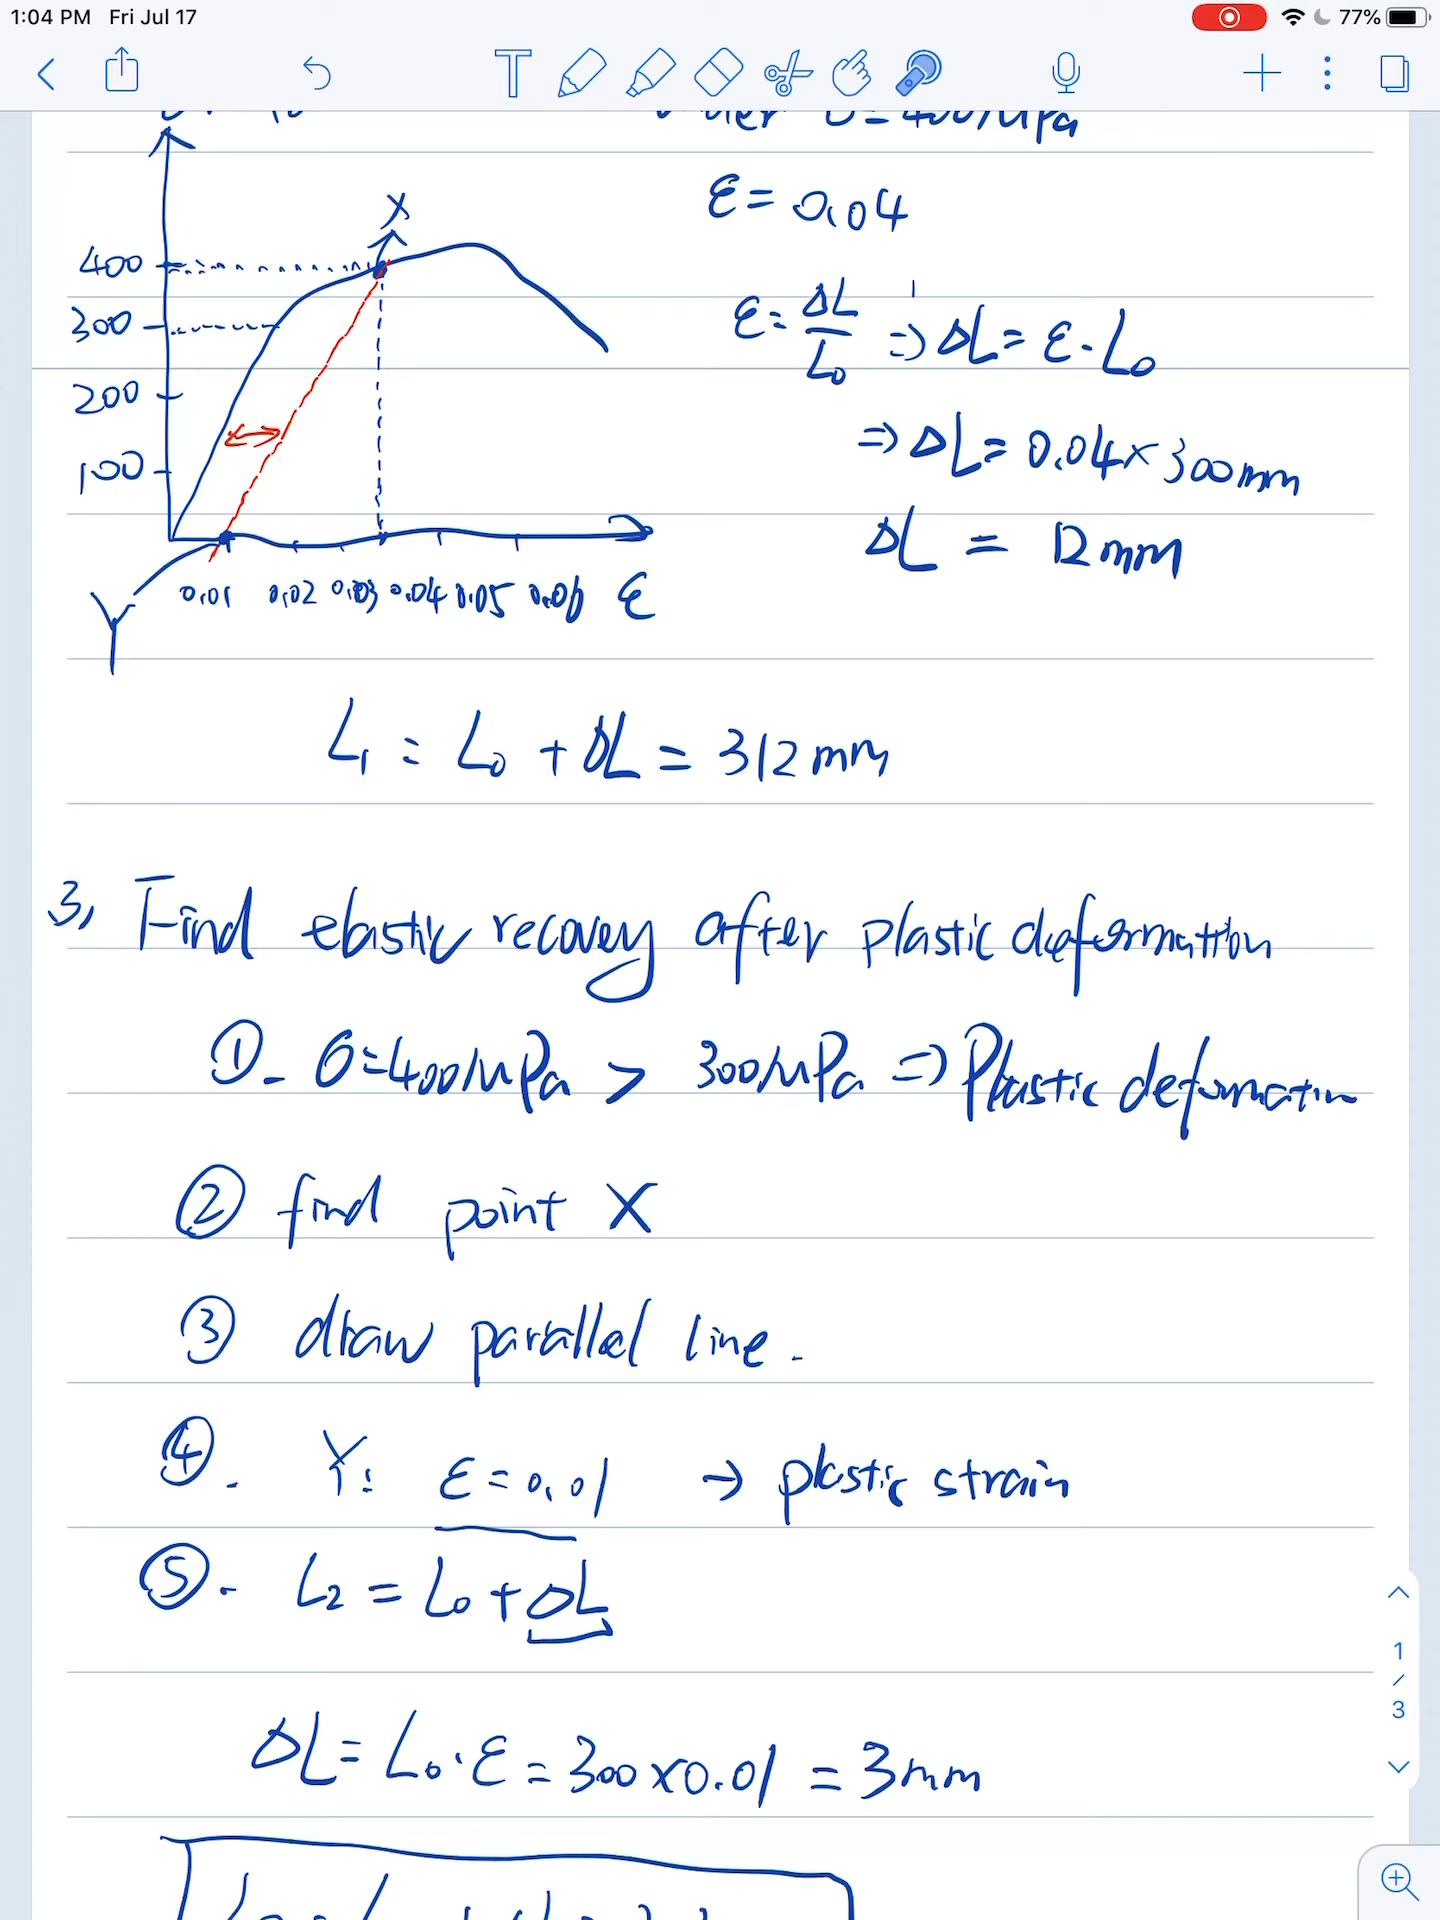 1:04 PM Fri Jul 17
77%
T
σ=400MPa
ε=0.04
X
400
300
200
100
ε=ΔL/L₀ ⇒ ΔL=ε·L₀
⇒ ΔL=0.04×300mm
ΔL = 12mm
0.01 0.02 0.03 0.04 0.05 0.06 ε
Y
L₁ = L₀ + ΔL = 312mm
3, Find elastic recovey after plastic deformation
①- σ=400MPa > 300MPa ⇒ Plastic deformation
② find point X
③ draw parallel line.
④. Y: ε=0.01 → plastic strain
⑤- L₂ = L₀+ΔL
ΔL=L₀·ε=300×0.01=3mm
1
/
3